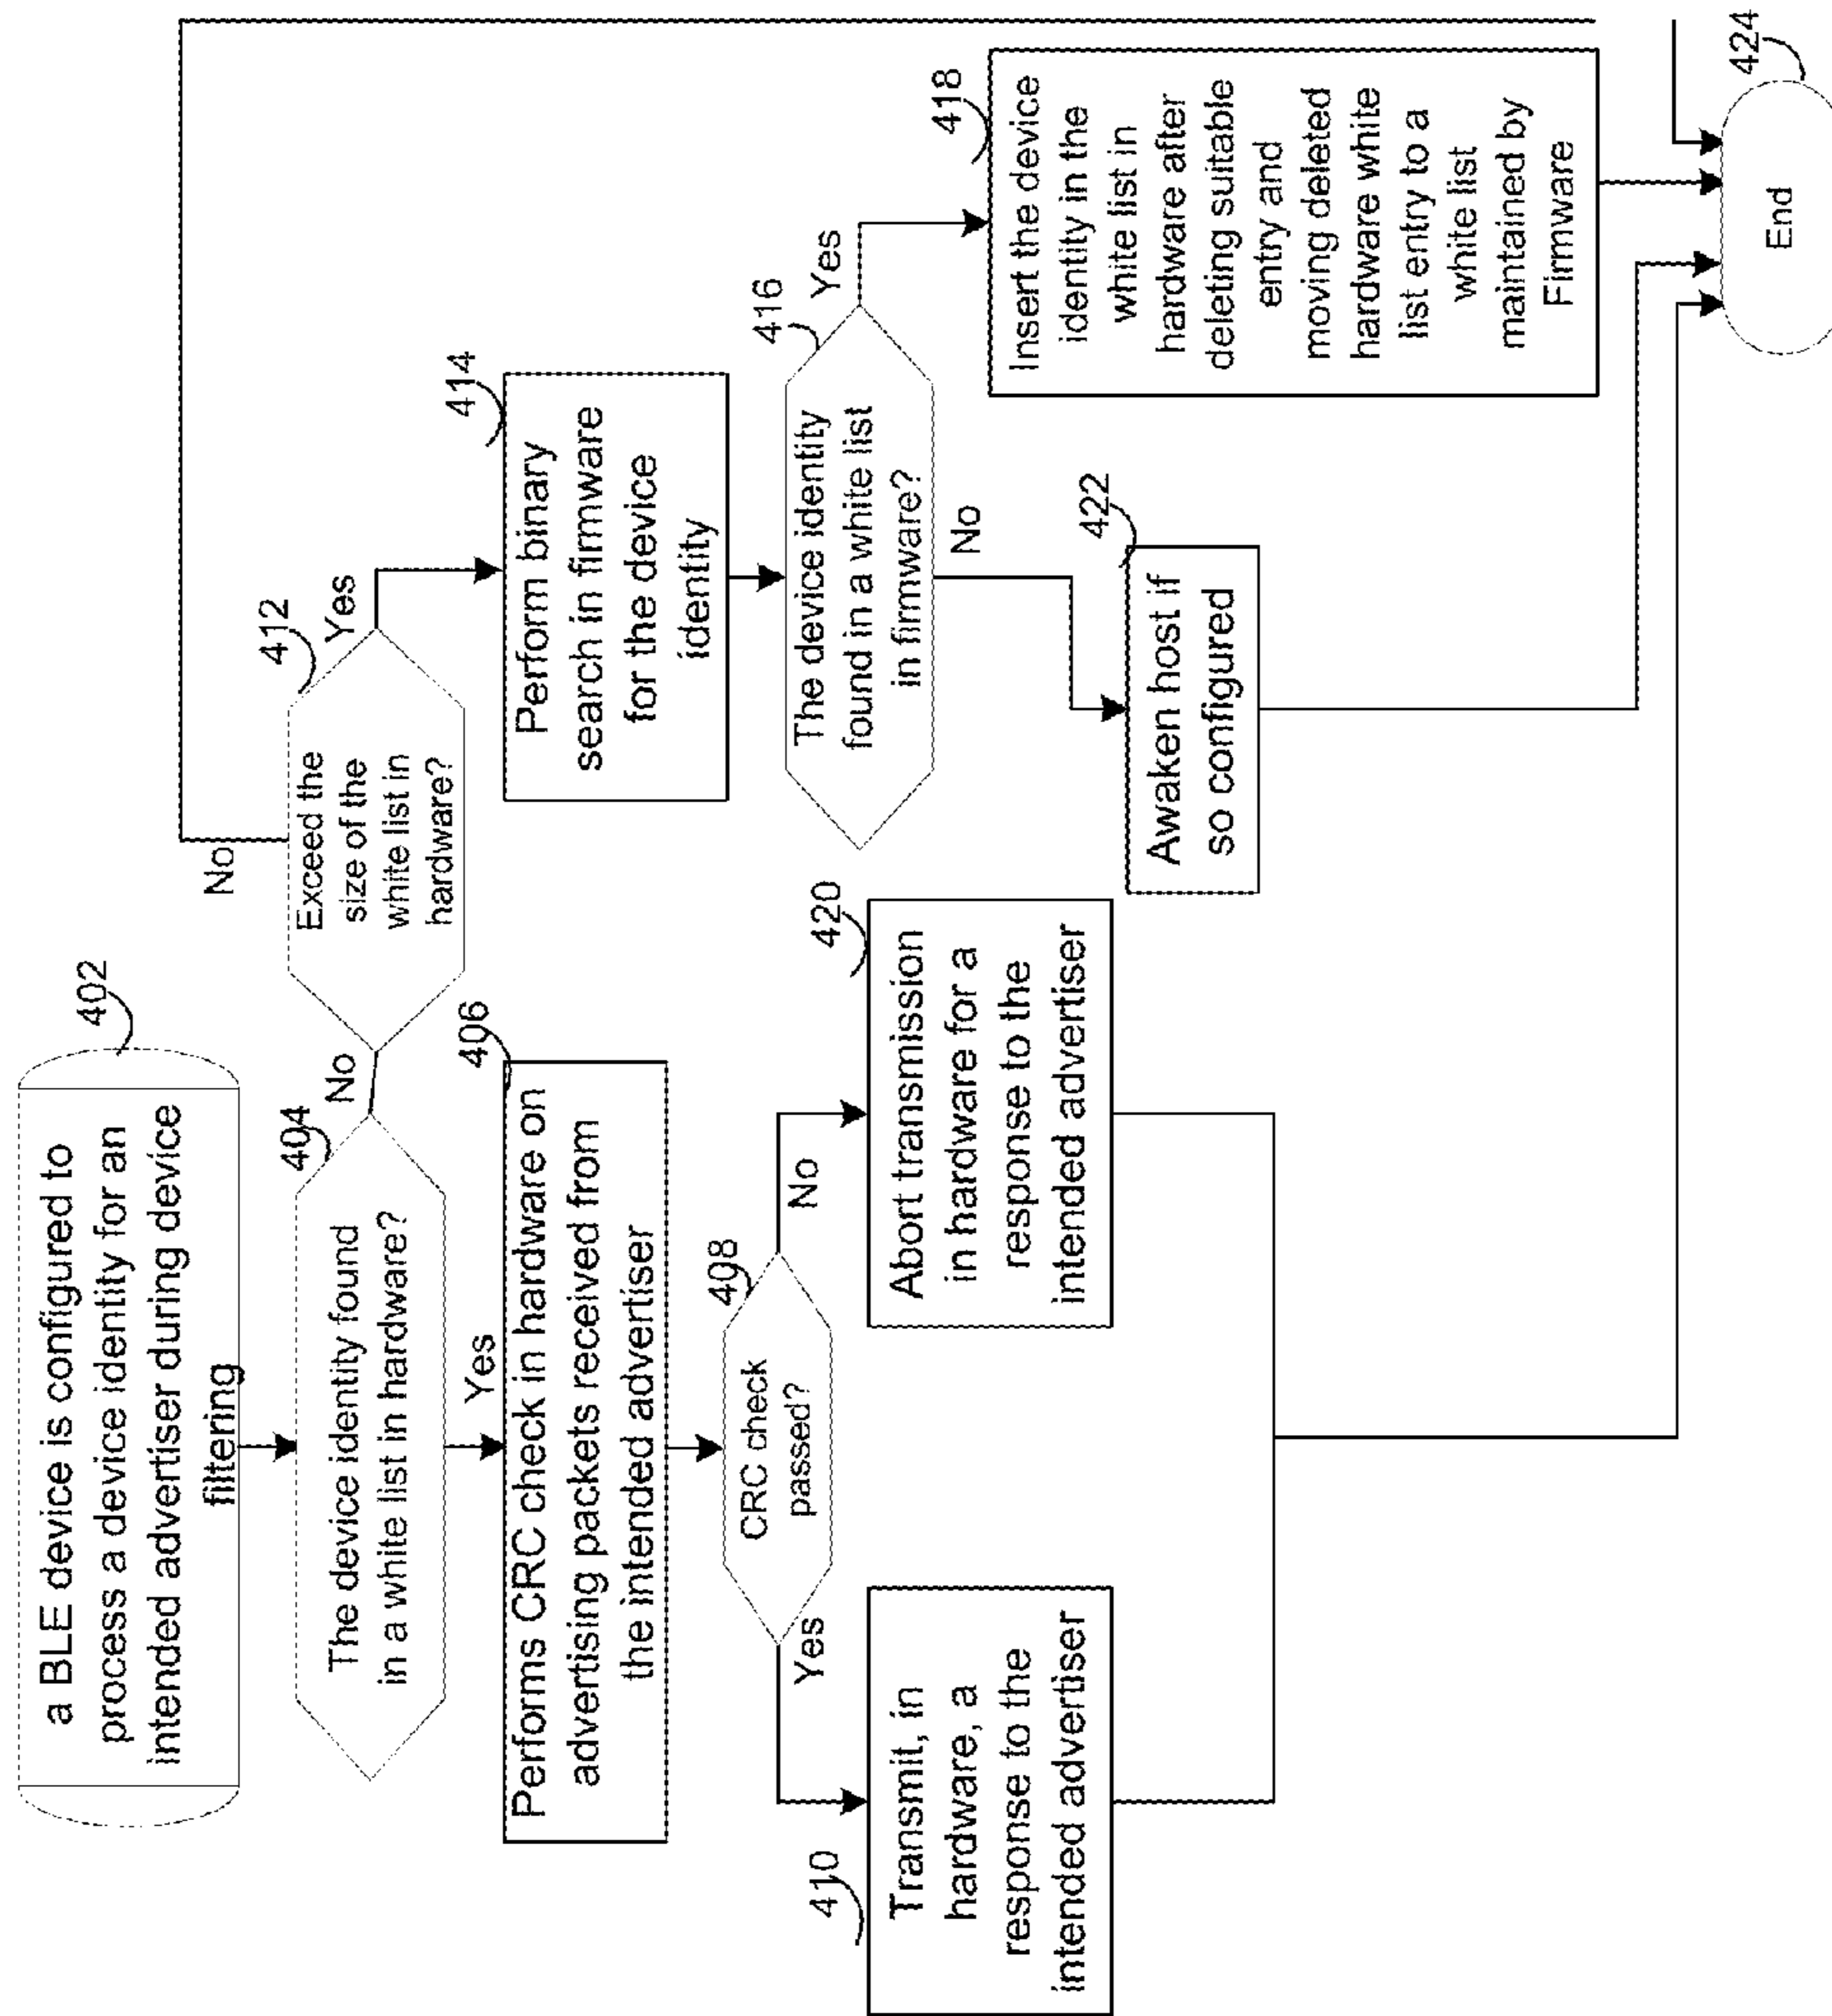 402
a BLE device is configured to
process a device identity for an
intended advertiser during device
filtering
404
The device identity found
in a white list in hardware?
No
Yes
412
Exceed the
size of the
white list in
hardware?
No
Yes
406
Performs CRC check in hardware on
advertising packets received from
the intended advertiser
414
Perform binary
search in firmware
for the device
identity
408
CRC check
passed?
Yes
No
416
The device identity
found in a white list
in firmware?
Yes
No
410
Transmit, in
hardware, a
response to the
intended advertiser
420
Abort transmission
in hardware for a
response to the
intended advertiser
422
Awaken host if
so configured
418
Insert the device
identity in the
white list in
hardware after
deleting suitable
entry and
moving deleted
hardware white
list entry to a
white list
maintained by
Firmware
424
End